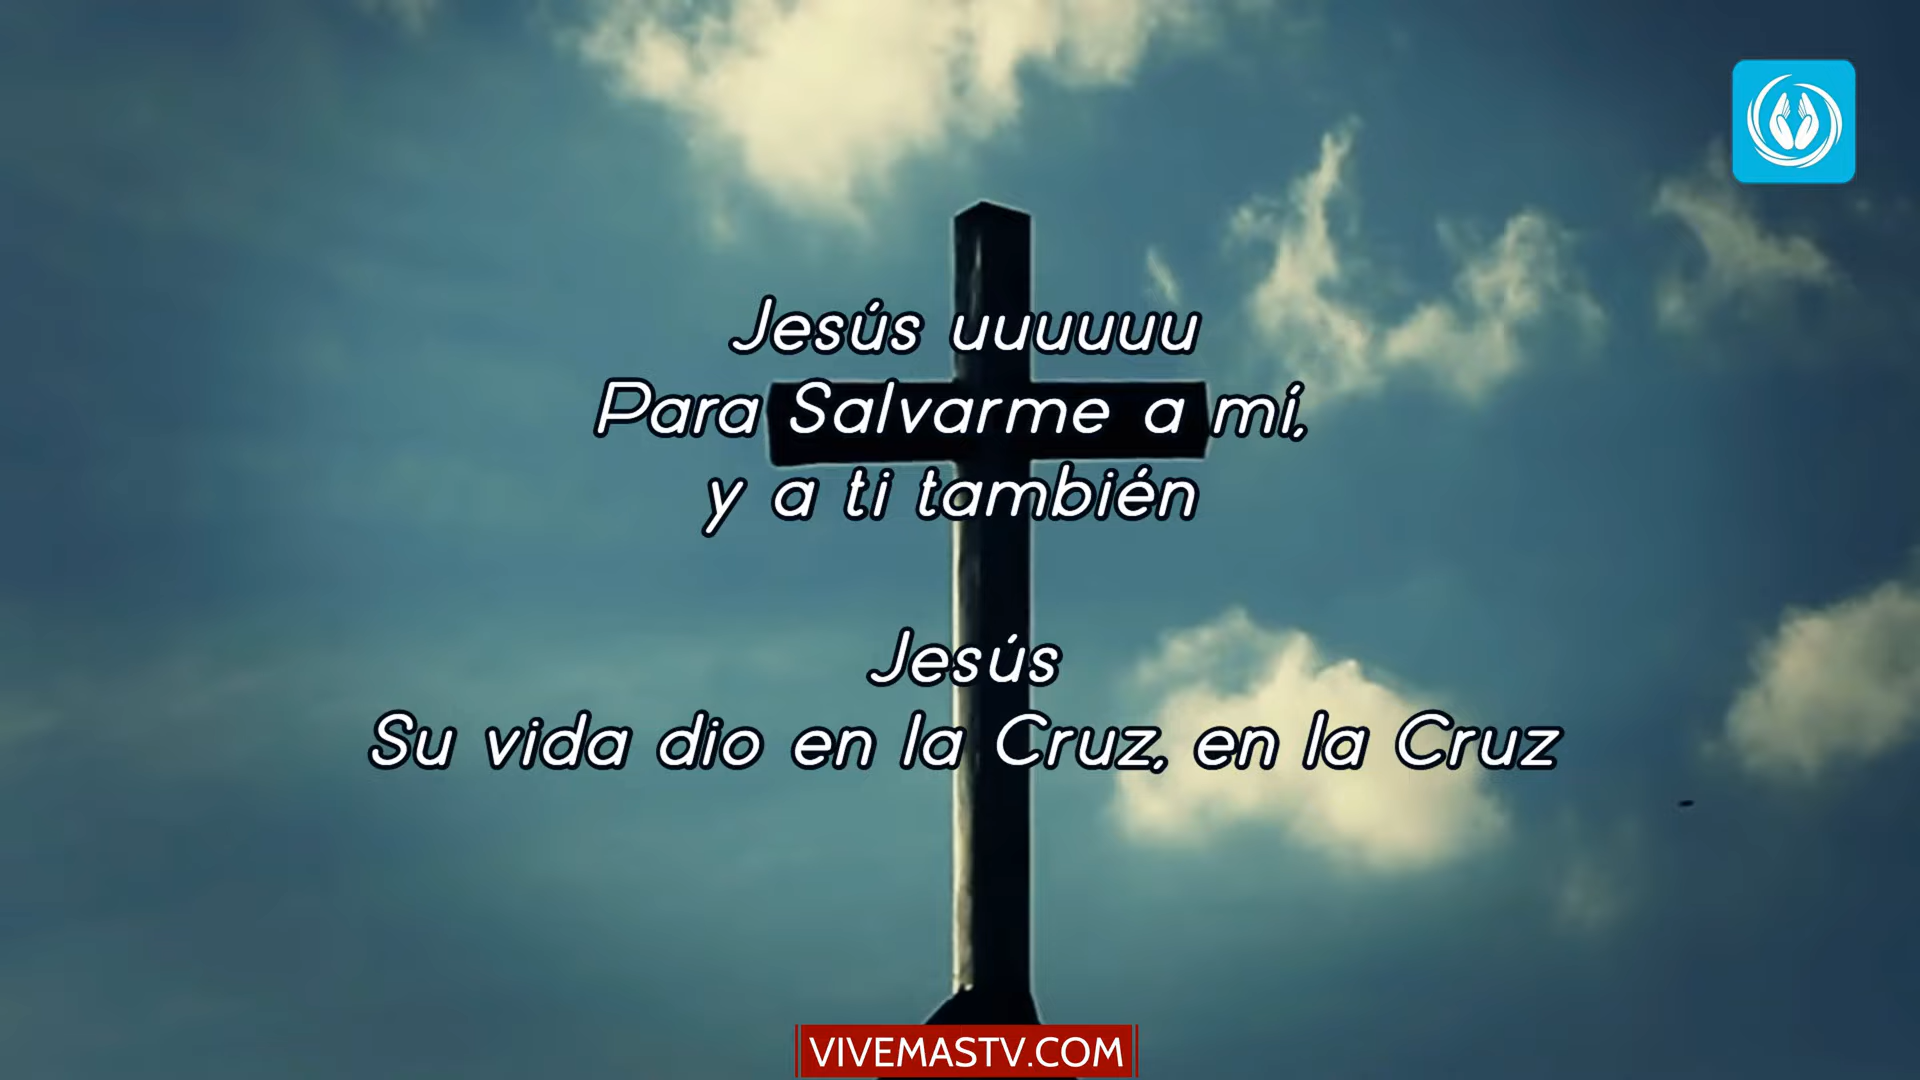 Jesús uuuuuu
Para Salvarme a mí,
y a ti también
Jesús
Su vida dio en la Cruz, en la Cruz
VIVEMASTV.COM